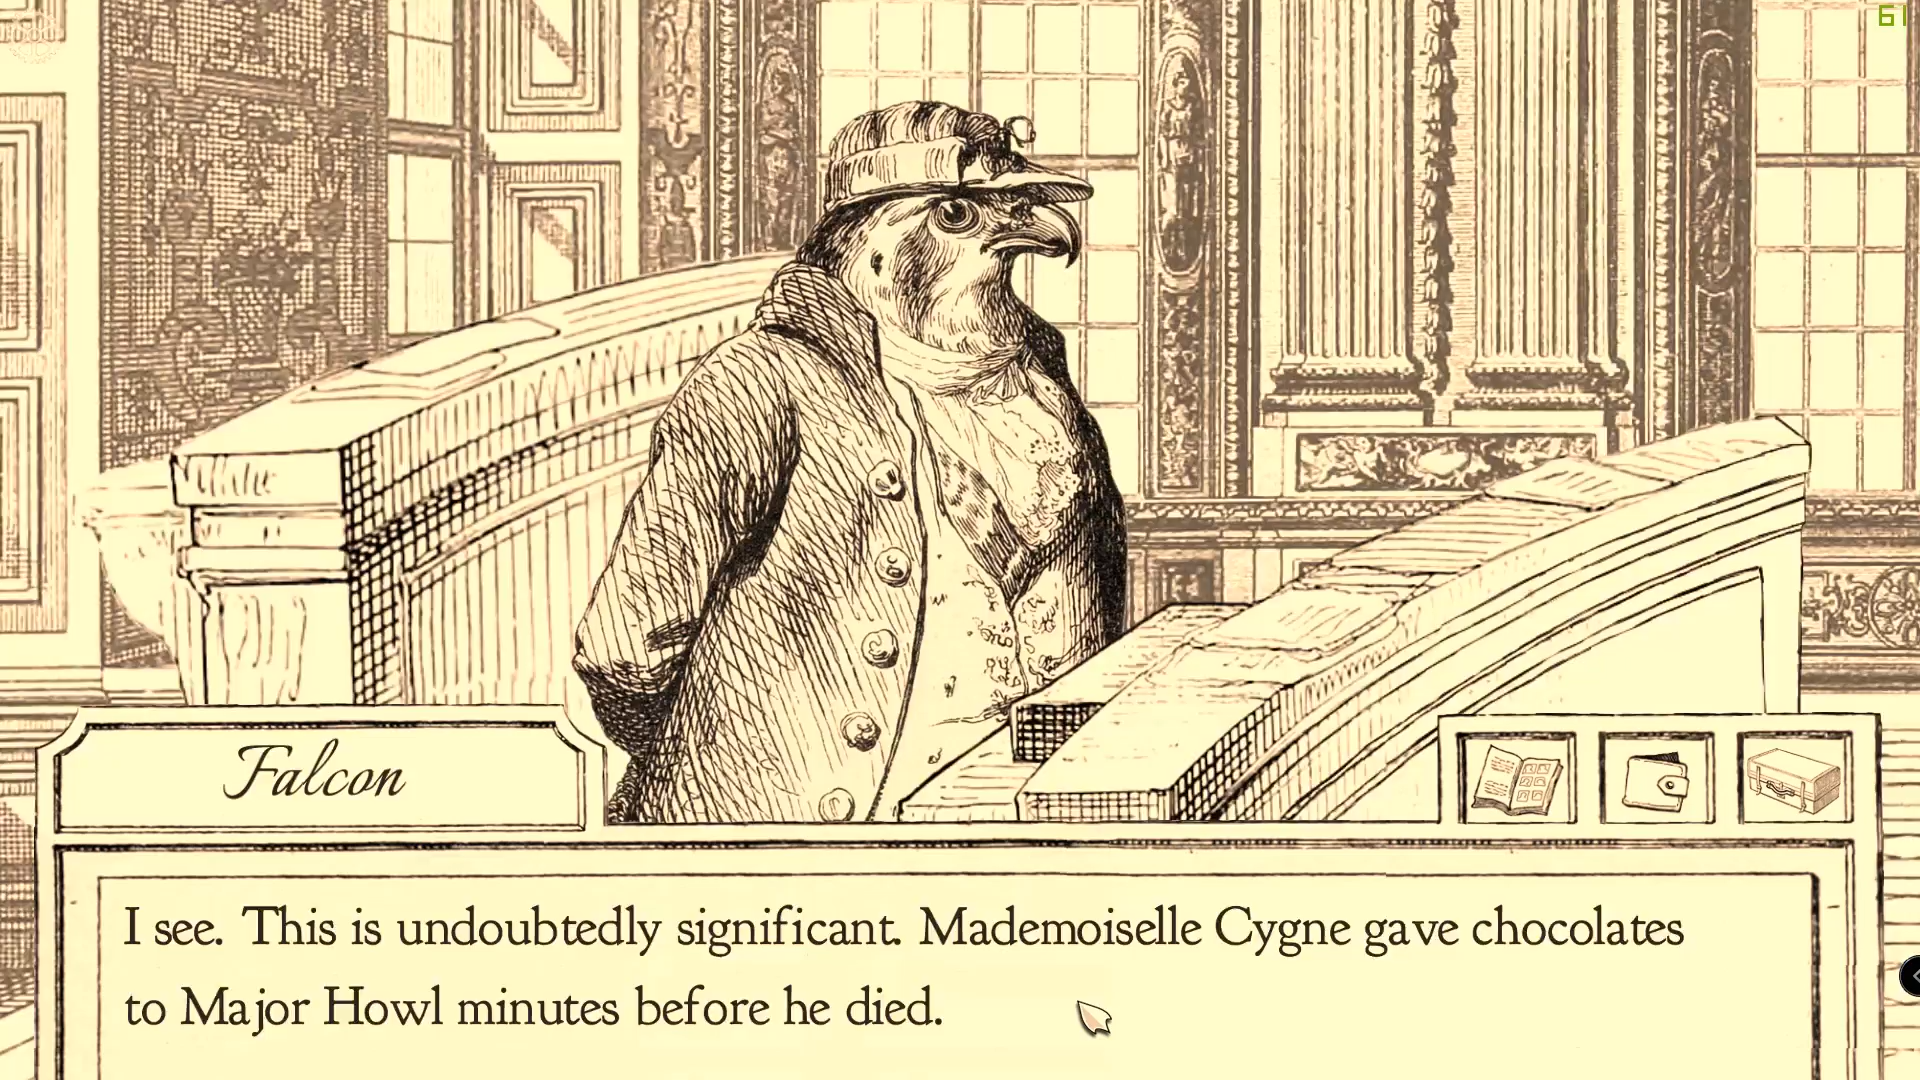 61
Falcon
I see. This is undoubtedly significant. Mademoiselle Cygne gave chocolates
to Major Howl minutes before he died.